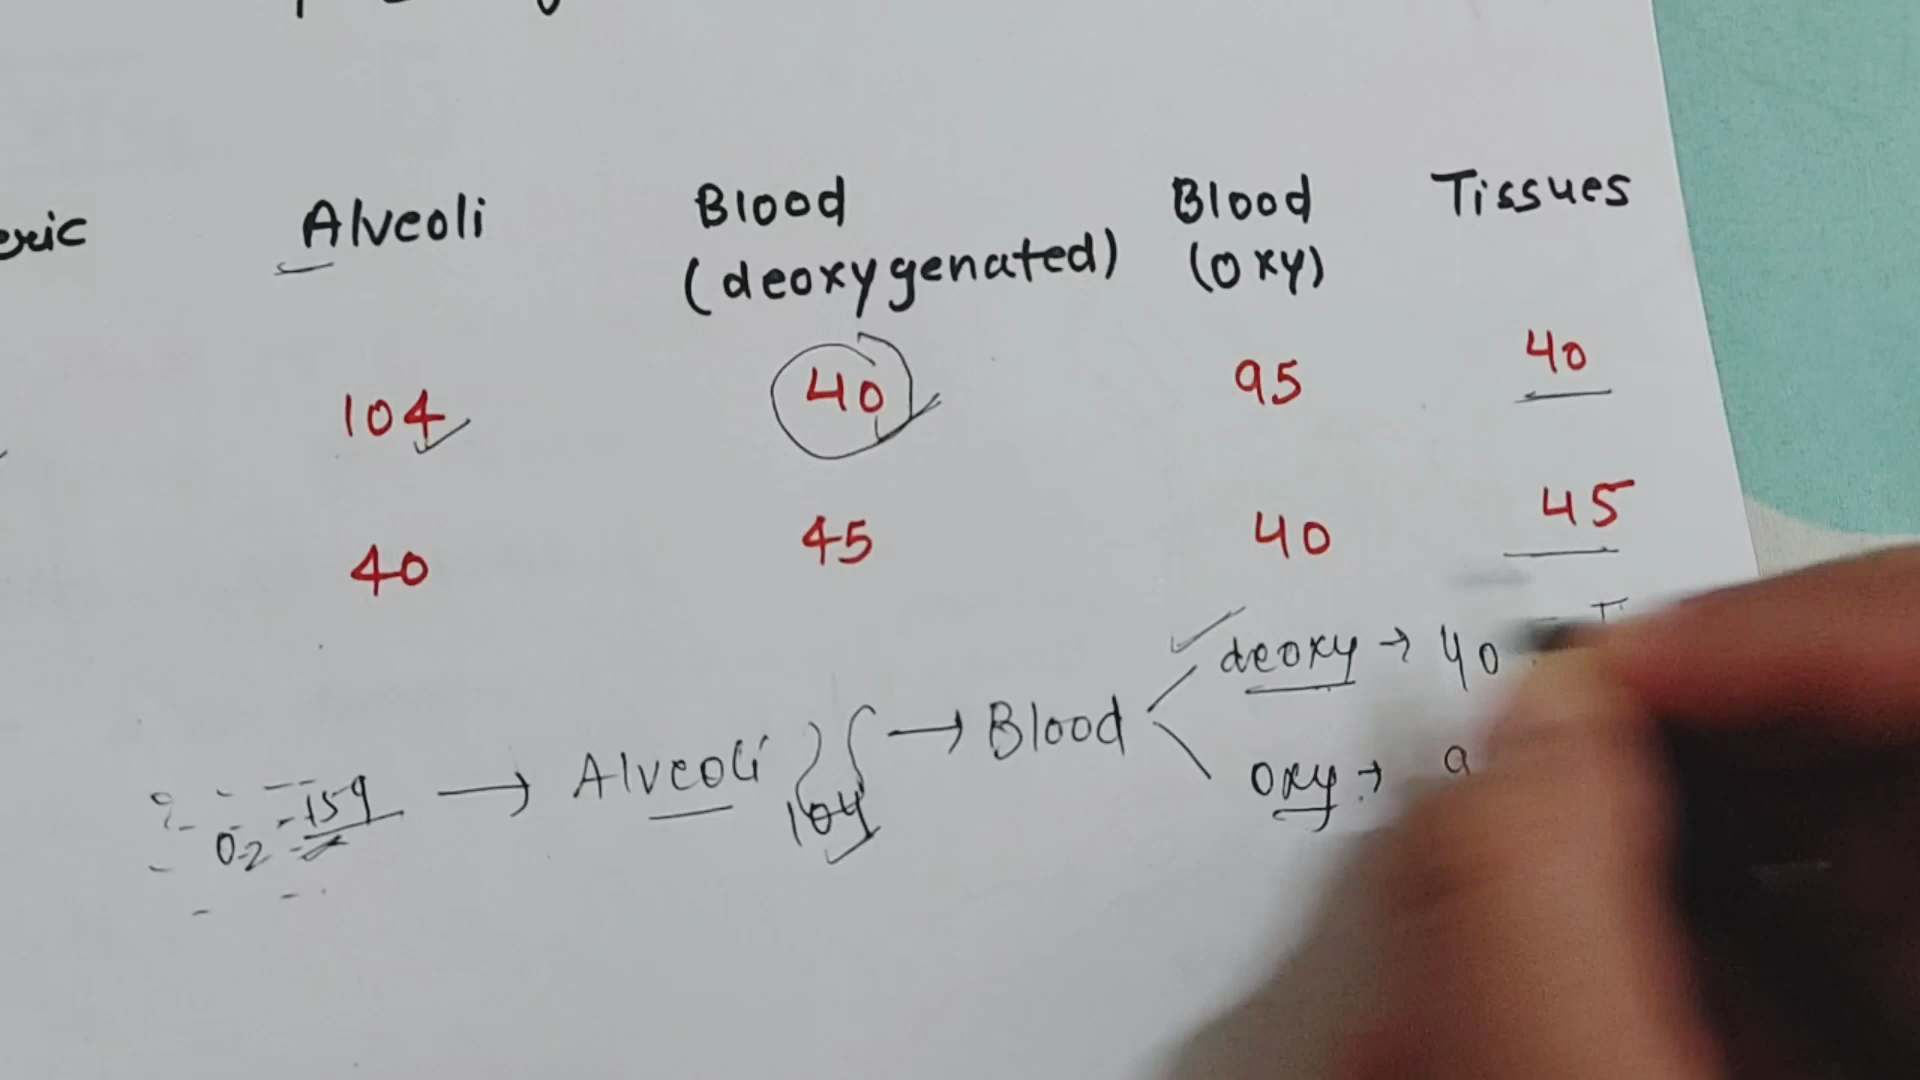 Alveoli Blood (deoxygenated) Blood (oxy) Tissues
104 40 95 40
40 45 40 45
deoxy → 40
O2 159 → Alveoli 104 → Blood
oxy → 9